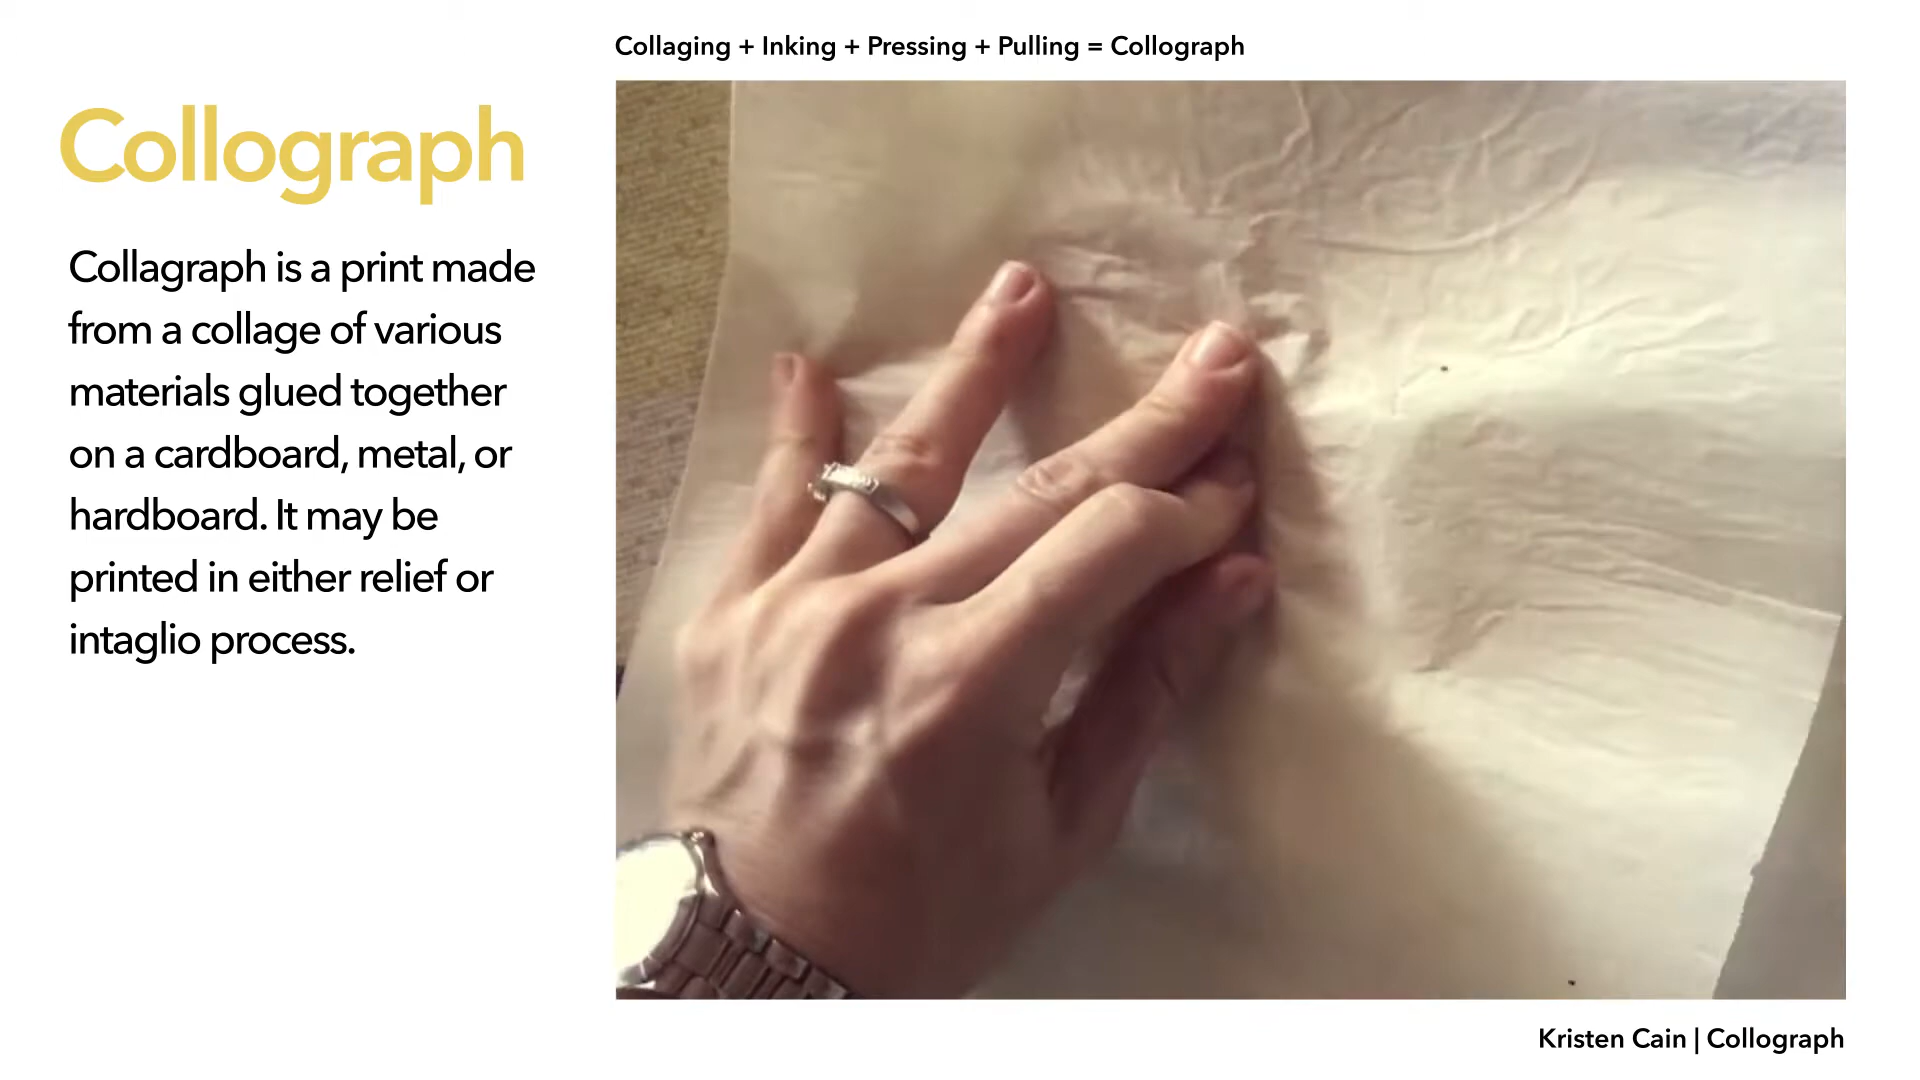 Collaging + Inking + Pressing + Pulling = Collograph
Collograph
Collagraph is a print made
from a collage of various
materials glued together
on a cardboard, metal, or
hardboard. It may be
printed in either relief or
intaglio process.
Kristen Cain | Collograph